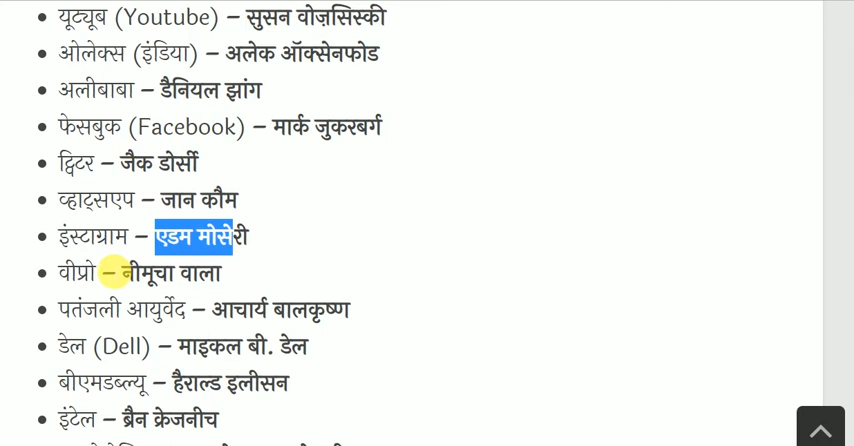 यूट्यूब (Youtube) – सुसन वोज़सिस्की
ओलेक्स (इंडिया) – अलेक ऑक्सेनफोड
अलीबाबा – डैनियल झांग
फेसबुक (Facebook) – मार्क जुकरबर्ग
ट्विटर – जैक डोर्सी
व्हाट्सएप – जान कौम
इंस्टाग्राम – एडम मोसेरी
वीप्रो – नीमूचा वाला
पतंजली आयुर्वेद – आचार्य बालकृष्ण
डेल (Dell) – माइकल बी. डेल
बीएमडब्ल्यू – हैराल्ड इलीसन
इंटेल – ब्रैन क्रेजनीच